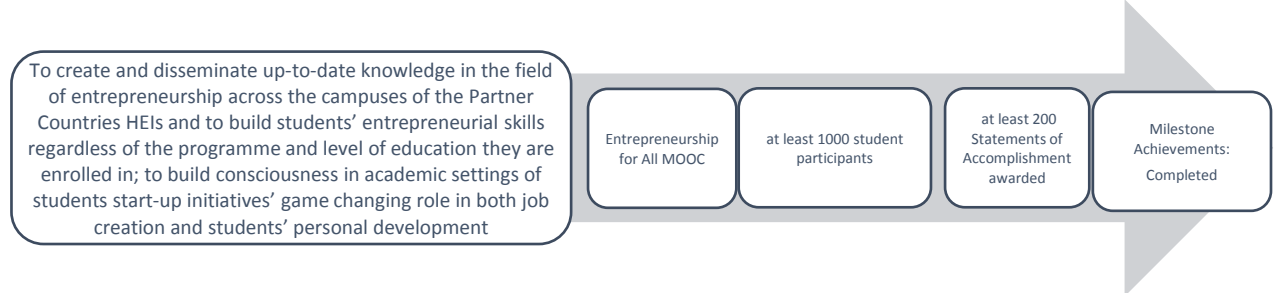 To create and disseminate up-to-date knowledge in the field
of entrepreneurship across the campuses of the Partner
Countries HEIs and to build students’ entrepreneurial skills
regardless of the programme and level of education they are
enrolled in; to build consciousness in academic settings of
students start-up initiatives’ game changing role in both job
creation and students’ personal development
Entrepreneurship
for All MOOC
at least 1000 student
participants
at least 200
Statements of
Accomplishment
awarded
Milestone
Achievements:
Completed